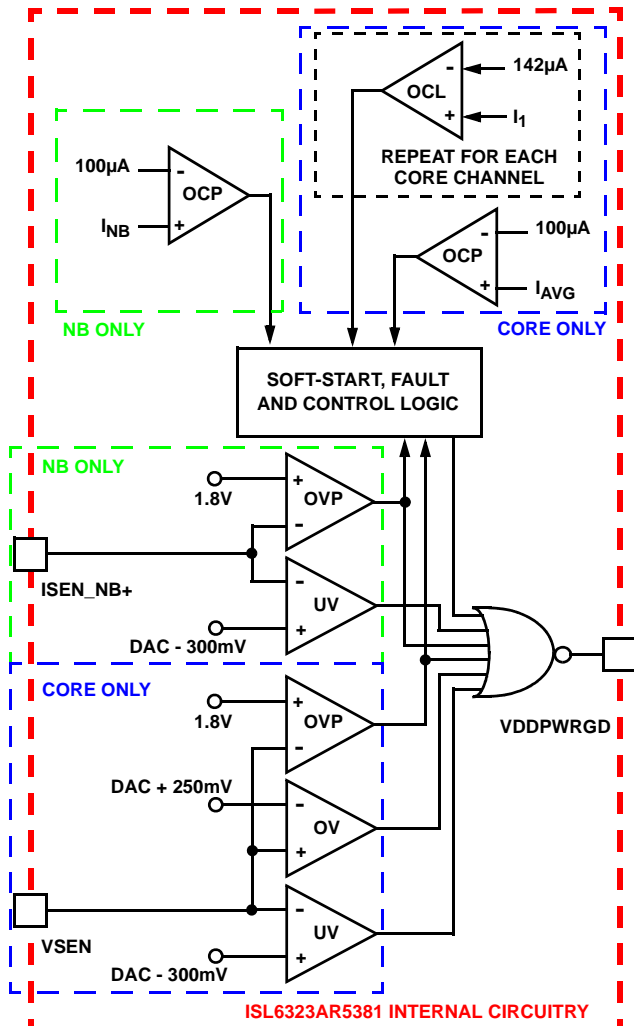 142µA
-
OCL
+
I1
REPEAT FOR EACH
CORE CHANNEL
100µA
-
OCP
INB
+
NB ONLY
-
100µA
OCP
+
IAVG
CORE ONLY
SOFT-START, FAULT
AND CONTROL LOGIC
NB ONLY
+
1.8V
OVP
-
ISEN_NB+
-
UV
+
DAC - 300mV
CORE ONLY
+
1.8V
OVP
-
VDDPWRGD
DAC + 250mV
-
OV
+
-
UV
VSEN
+
DAC - 300mV
ISL6323AR5381 INTERNAL CIRCUITRY